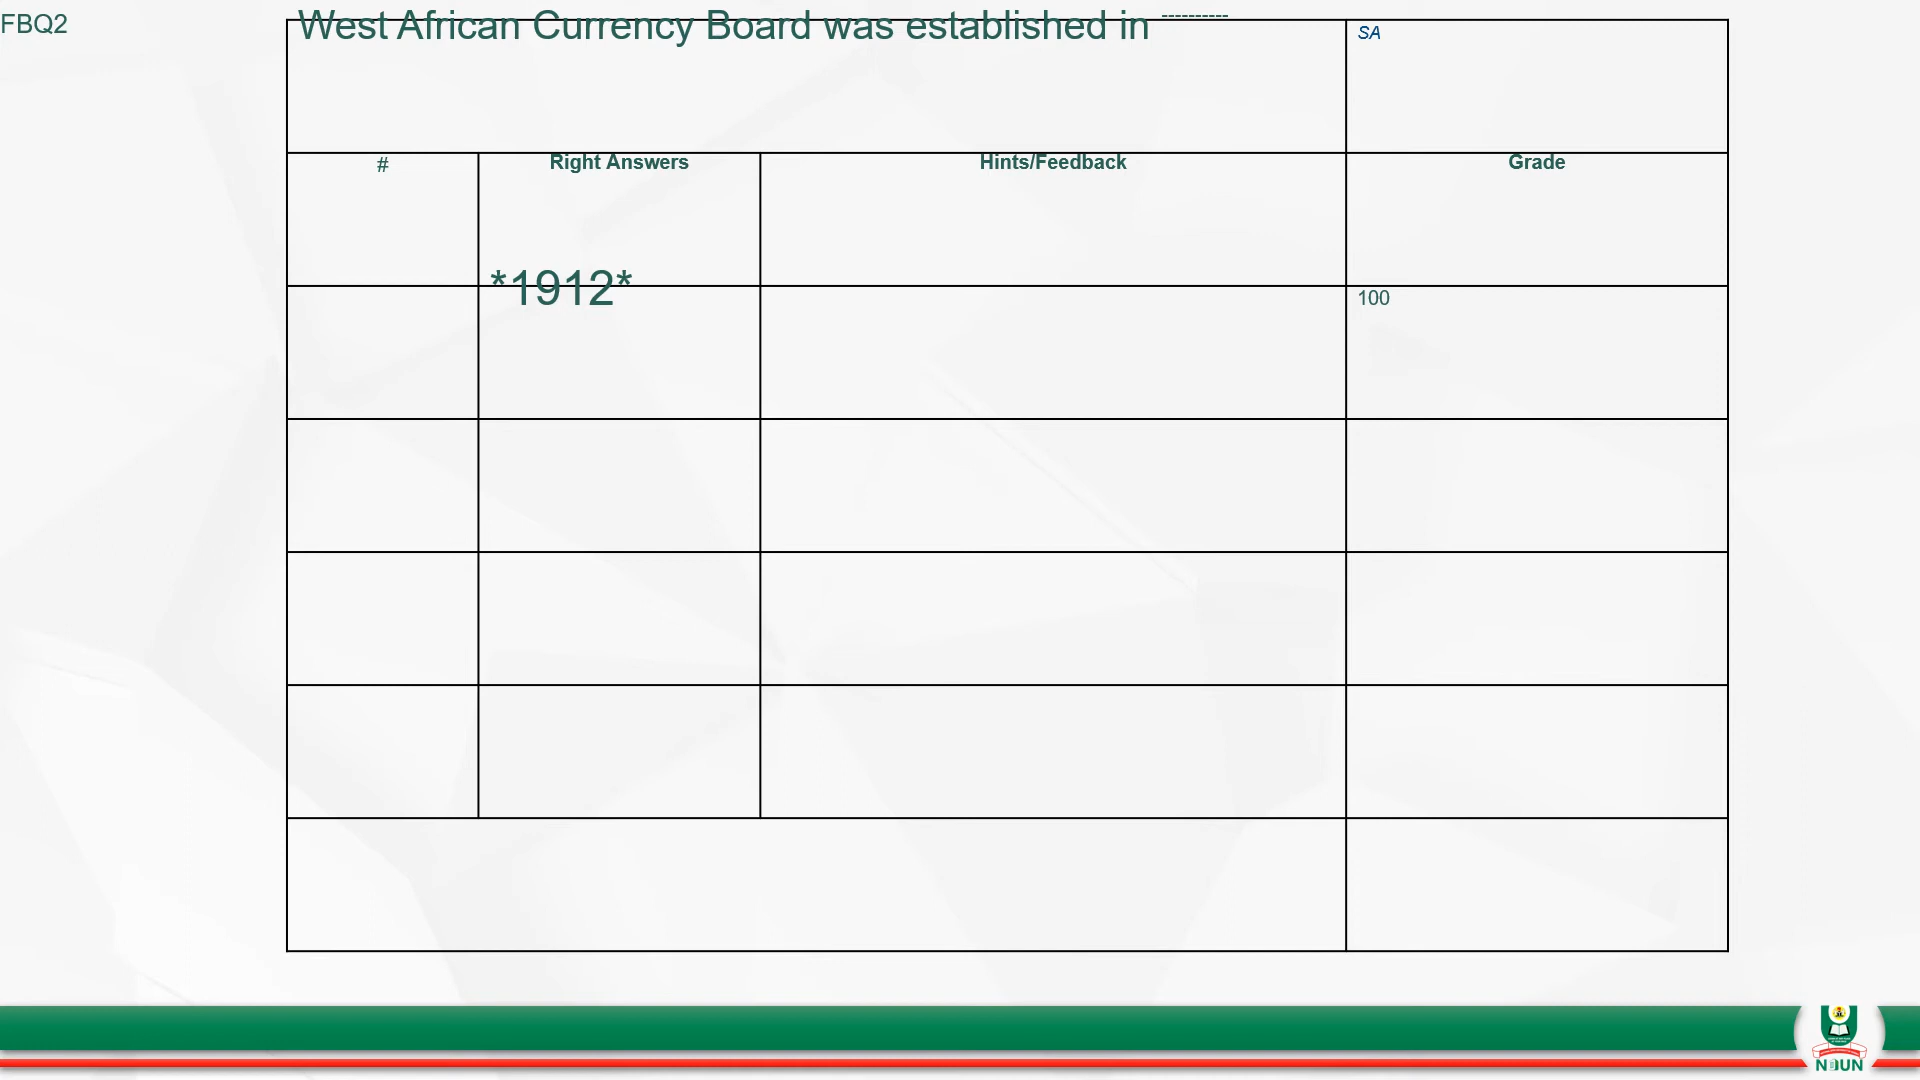 FBQ2
West African Currency Board was established in ----------
SA
#
Right Answers
Hints/Feedback
Grade
*1912*
100
NOUN